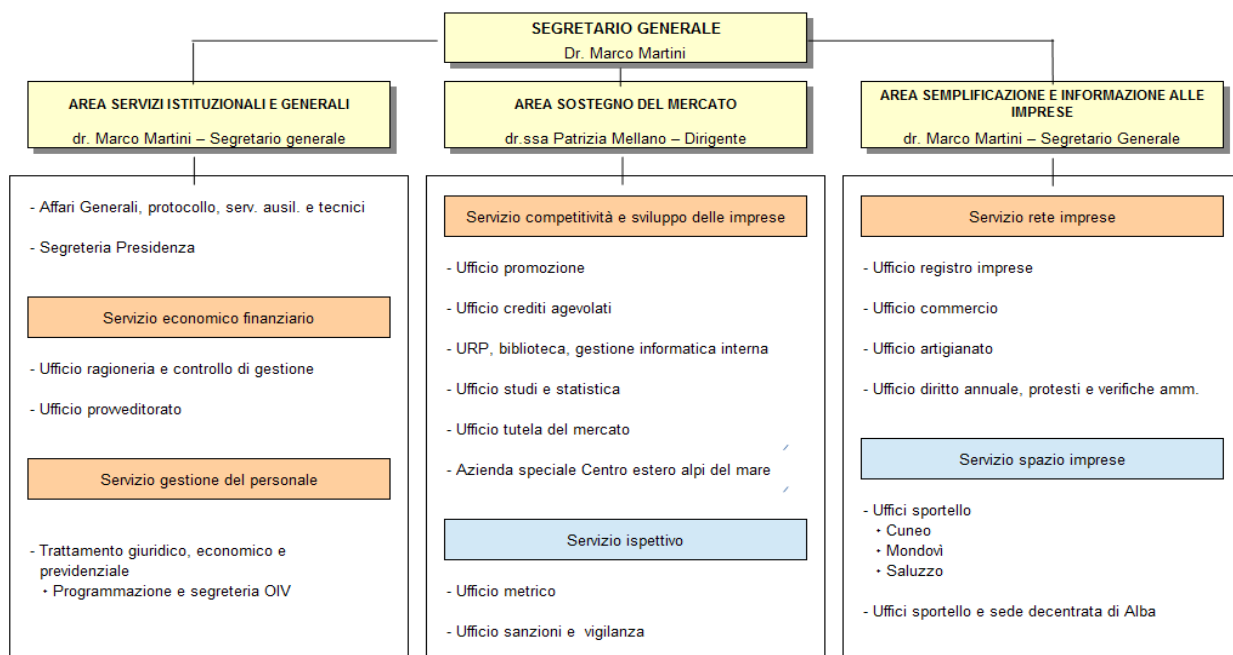 SEGRETARIO GENERALE
Dr. Marco Martini
AREA SERVIZI ISTITUZIONALI E GENERALI
dr. Marco Martini – Segretario generale
AREA SOSTEGNO DEL MERCATO
dr.ssa Patrizia Mellano – Dirigente
AREA SEMPLIFICAZIONE E INFORMAZIONE ALLE
IMPRESE
dr. Marco Martini – Segretario Generale
- Affari Generali, protocollo, serv. ausil. e tecnici
- Segreteria Presidenza
Servizio economico finanziario
- Ufficio ragioneria e controllo di gestione
- Ufficio provveditorato
Servizio gestione del personale
- Trattamento giuridico, economico e
previdenziale
• Programmazione e segreteria OIV
Servizio competitività e sviluppo delle imprese
- Ufficio promozione
- Ufficio crediti agevolati
- URP, biblioteca, gestione informatica interna
- Ufficio studi e statistica
- Ufficio tutela del mercato
- Azienda speciale Centro estero alpi del mare
Servizio ispettivo
- Ufficio metrico
- Ufficio sanzioni e vigilanza
Servizio rete imprese
- Ufficio registro imprese
- Ufficio commercio
- Ufficio artigianato
- Ufficio diritto annuale, protesti e verifiche amm.
Servizio spazio imprese
- Uffici sportello
• Cuneo
• Mondovì
• Saluzzo
- Uffici sportello e sede decentrata di Alba